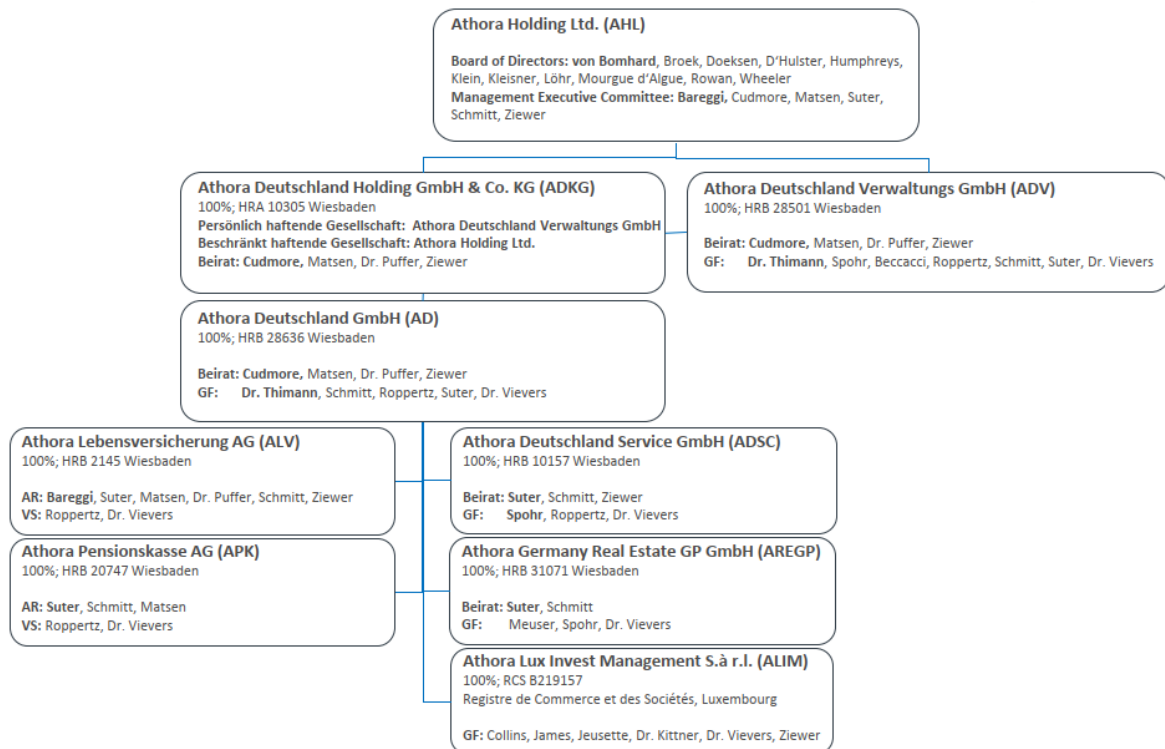 Athora Holding Ltd. (AHL)
Board of Directors: von Bomhard, Broek, Doeksen, D‘Hulster, Humphreys,
Klein, Kleisner, Löhr, Mourgue d‘Algue, Rowan, Wheeler
Management Executive Committee: Bareggi, Cudmore, Matsen, Suter,
Schmitt, Ziewer
Athora Deutschland Holding GmbH & Co. KG (ADKG)
100%; HRA 10305 Wiesbaden
Persönlich haftende Gesellschaft: Athora Deutschland Verwaltungs GmbH
Beschränkt haftende Gesellschaft: Athora Holding Ltd.
Beirat: Cudmore, Matsen, Dr. Puffer, Ziewer
Athora Deutschland Verwaltungs GmbH (ADV)
100%; HRB 28501 Wiesbaden
Beirat: Cudmore, Matsen, Dr. Puffer, Ziewer
GF: Dr. Thimann, Spohr, Beccacci, Roppertz, Schmitt, Suter, Dr. Vievers
Athora Deutschland GmbH (AD)
100%; HRB 28636 Wiesbaden
Beirat: Cudmore, Matsen, Dr. Puffer, Ziewer
GF: Dr. Thimann, Schmitt, Roppertz, Suter, Dr. Vievers
Athora Lebensversicherung AG (ALV)
100%; HRB 2145 Wiesbaden
AR: Bareggi, Suter, Matsen, Dr. Puffer, Schmitt, Ziewer
VS: Roppertz, Dr. Vievers
Athora Deutschland Service GmbH (ADSC)
100%; HRB 10157 Wiesbaden
Beirat: Suter, Schmitt, Ziewer
GF: Spohr, Roppertz, Dr. Vievers
Athora Pensionskasse AG (APK)
100%; HRB 20747 Wiesbaden
AR: Suter, Schmitt, Matsen
VS: Roppertz, Dr. Vievers
Athora Germany Real Estate GP GmbH (AREGP)
100%; HRB 31071 Wiesbaden
Beirat: Suter, Schmitt
GF: Meuser, Spohr, Dr. Vievers
Athora Lux Invest Management S.à r.l. (ALIM)
100%; RCS B219157
Registre de Commerce et des Sociétés, Luxembourg
GF: Collins, James, Jeusette, Dr. Kittner, Dr. Vievers, Ziewer